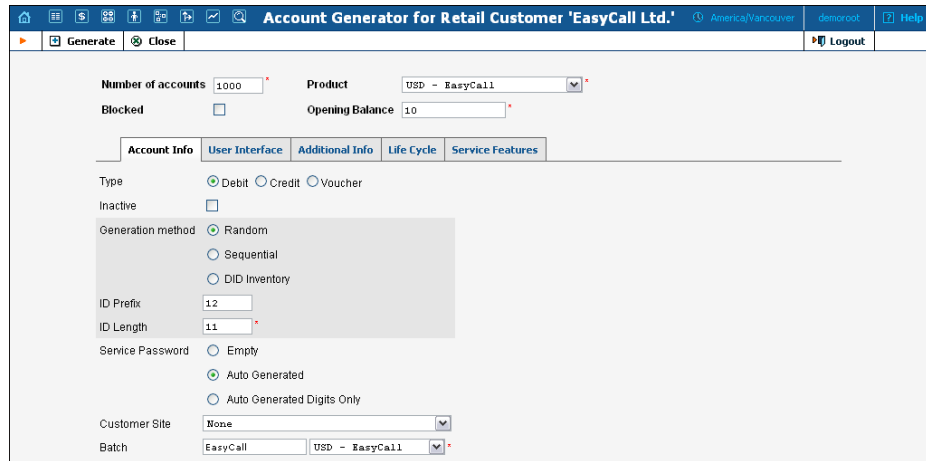 Account Generator for Retail Customer 'EasyCall Ltd.' America/Vancouver demoroot ? Help
Generate Close Logout
Number of accounts 1000 * Product USD - EasyCall *
Blocked Opening Balance 10 *
Account Info User Interface Additional Info Life Cycle Service Features
Type Debit Credit Voucher
Inactive
Generation method Random
Sequential
DID Inventory
ID Prefix 12
ID Length 11 *
Service Password Empty
Auto Generated
Auto Generated Digits Only
Customer Site None
Batch EasyCall USD - EasyCall *